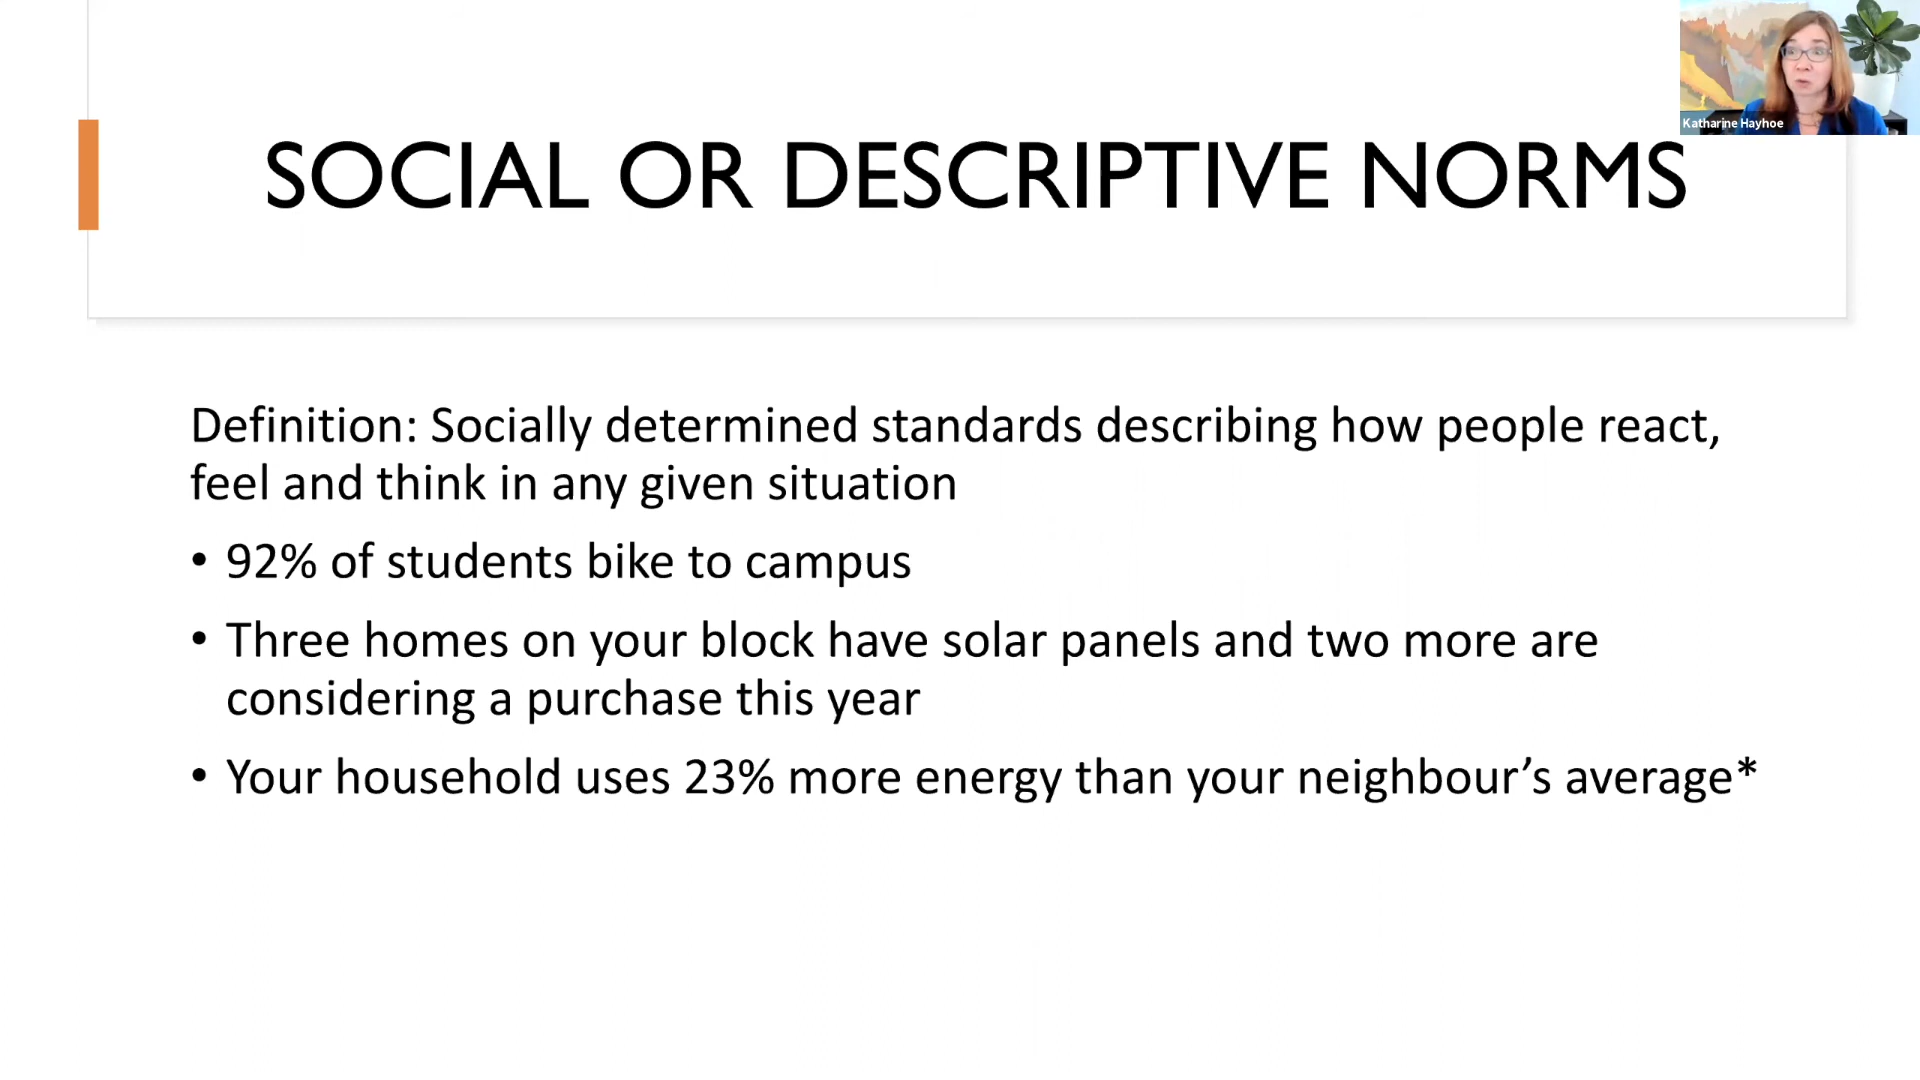 Katharine Hayhoe
SOCIAL OR DESCRIPTIVE NORMS
Definition: Socially determined standards describing how people react,
feel and think in any given situation
• 92% of students bike to campus
• Three homes on your block have solar panels and two more are
considering a purchase this year
• Your household uses 23% more energy than your neighbour’s average*